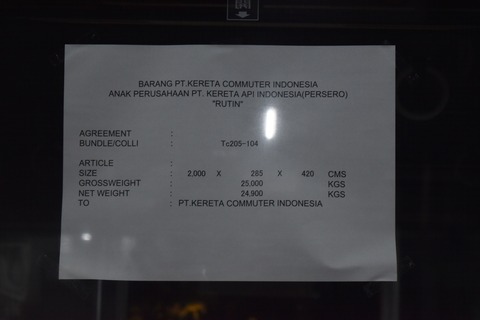 BARANG PT.KERETA COMMUTER INDONESIA
ANAK PERUSAHAAN PT. KERETA API INDONESIA(PERSERO)
"RUTIN"
AGREEMENT :
BUNDLE/COLLI : Tc205-104
ARTICLE :
SIZE : 2,000 X 285 X 420 CMS
GROSSWEIGHT : 25,000 KGS
NET WEIGHT : 24,900 KGS
TO : PT.KERETA COMMUTER INDONESIA